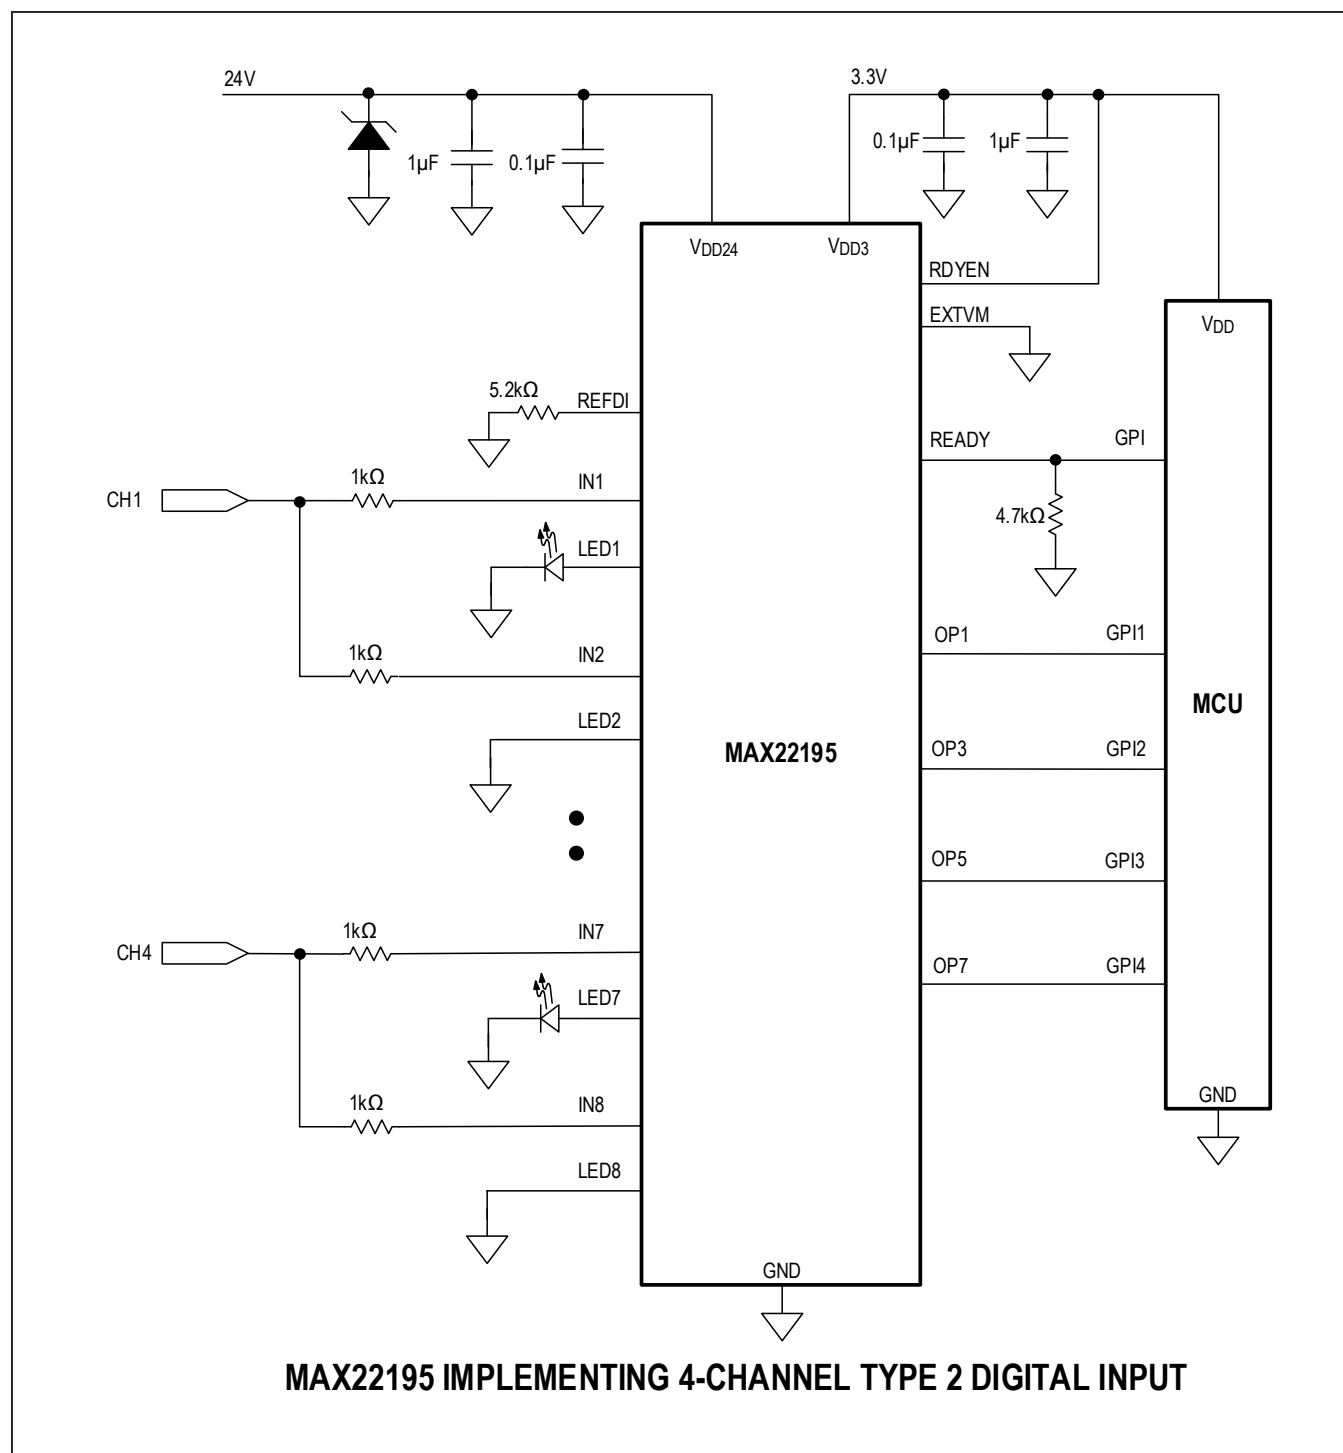 24V
3.3V
1µF
0.1µF
0.1µF
1µF
VDD24
VDD3
RDYEN
EXTVM
VDD
5.2kΩ
REFDI
READY
GPI
CH1
1kΩ
IN1
4.7kΩ
LED1
1kΩ
IN2
OP1
GPI1
LED2
MAX22195
MCU
OP3
GPI2
OP5
GPI3
CH4
1kΩ
IN7
LED7
OP7
GPI4
1kΩ
IN8
LED8
GND
GND
MAX22195 IMPLEMENTING 4-CHANNEL TYPE 2 DIGITAL INPUT